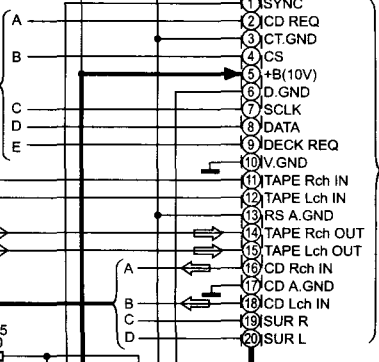 1 SYNC
A 2 CD REQ
3 CT.GND
B 4 CS
5 +B(10V)
6 D.GND
C 7 SCLK
D 8 DATA
E 9 DECK REQ
10 V.GND
11 TAPE Rch IN
12 TAPE Lch IN
13 RS A.GND
14 TAPE Rch OUT
15 TAPE Lch OUT
A 16 CD Rch IN
17 CD A.GND
B 18 CD Lch IN
C 19 SUR R
D 20 SUR L
5